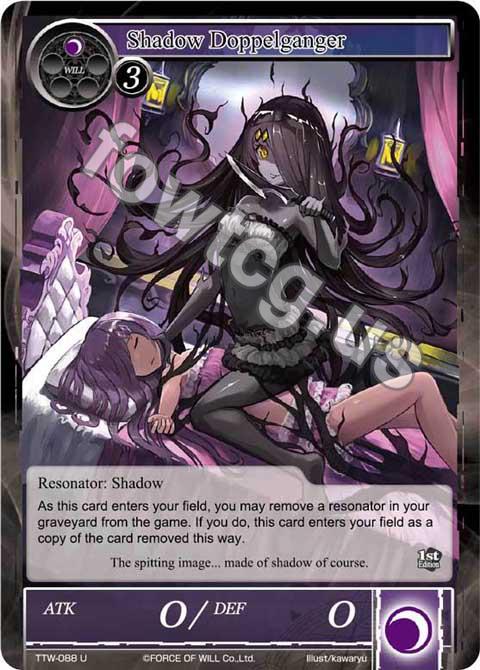 Shadow Doppelganger
WILL
3
fowtcg.us
Resonator: Shadow
As this card enters your field, you may remove a resonator in your
graveyard from the game. If you do, this card enters your field as a
copy of the card removed this way.
The spitting image... made of shadow of course.
1st
Edition
ATK 0 / DEF 0
TTW-088 U ©FORCE OF WILL Co.,Ltd. Illust/kawaryu